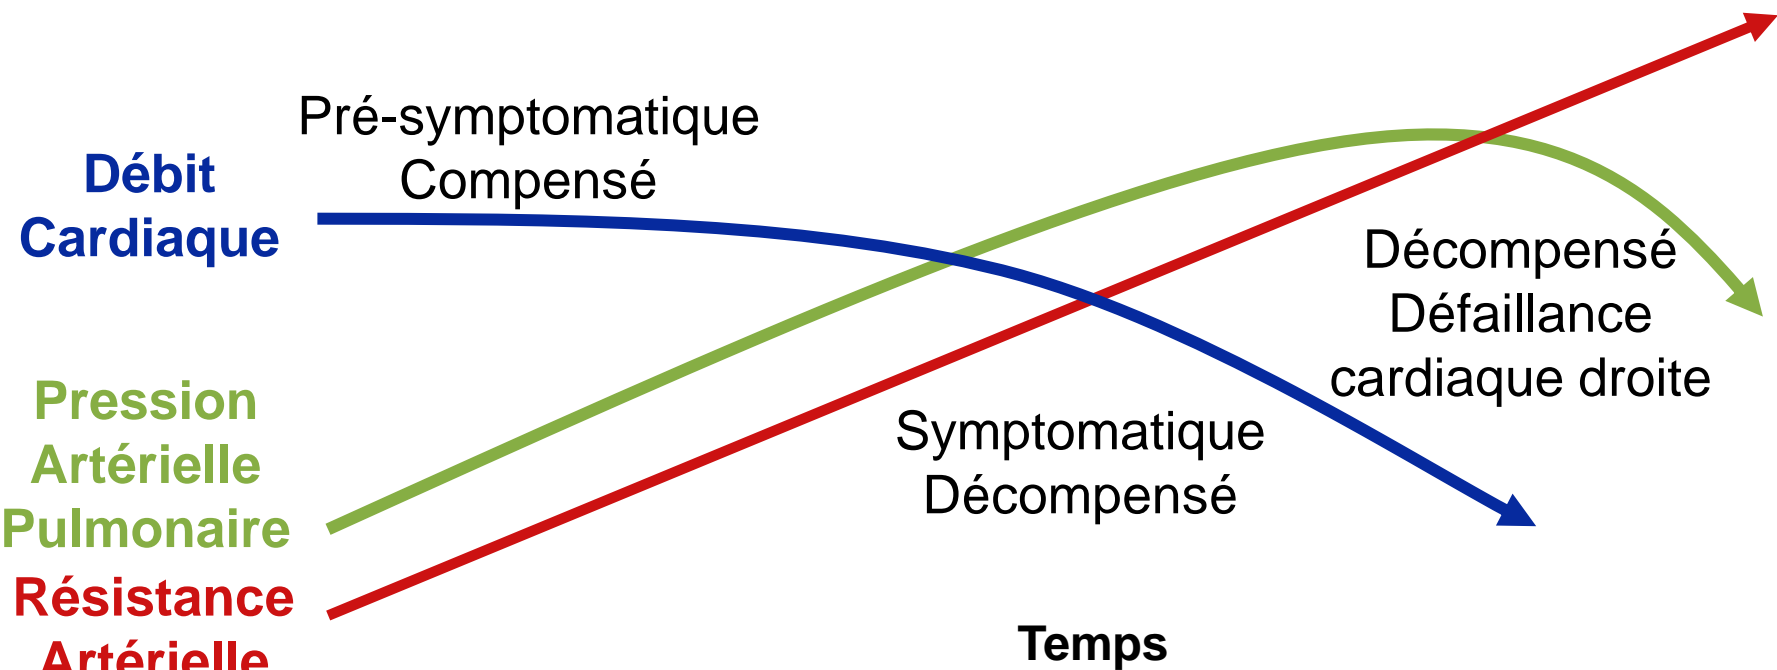 Pré-symptomatique
Compensé
Débit
Cardiaque
Décompensé
Défaillance
cardiaque droite
Pression
Artérielle
Pulmonaire
Symptomatique
Décompensé
Résistance
Artérielle
Temps